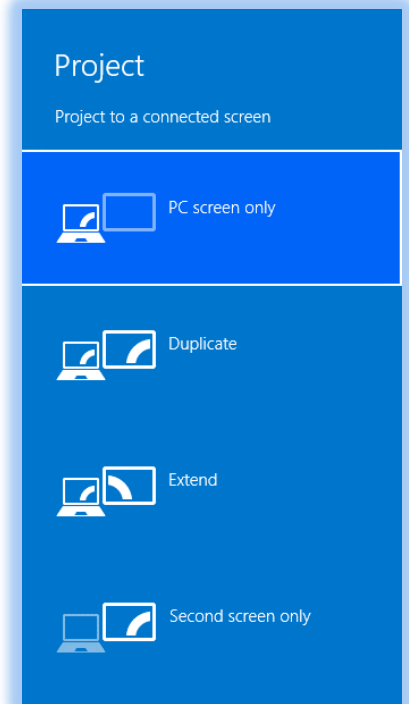 Project
Project to a connected screen
PC screen only
Duplicate
Extend
Second screen only